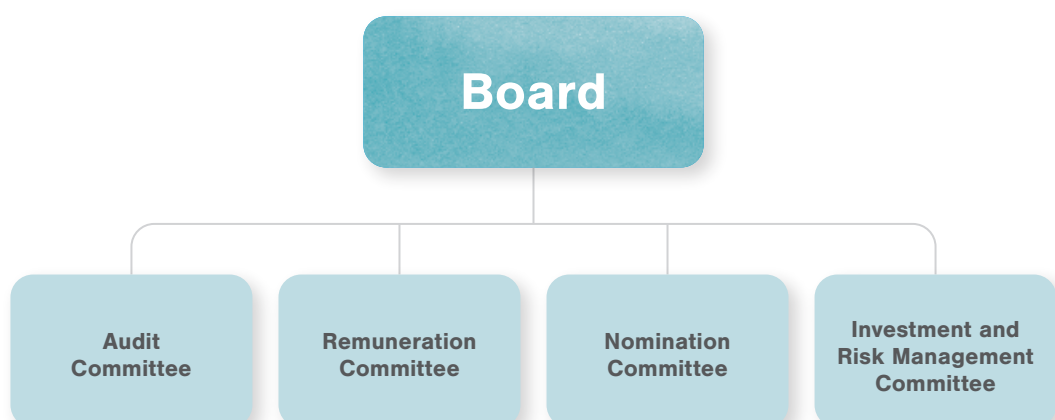 Board
Audit
Committee
Remuneration
Committee
Nomination
Committee
Investment and
Risk Management
Committee